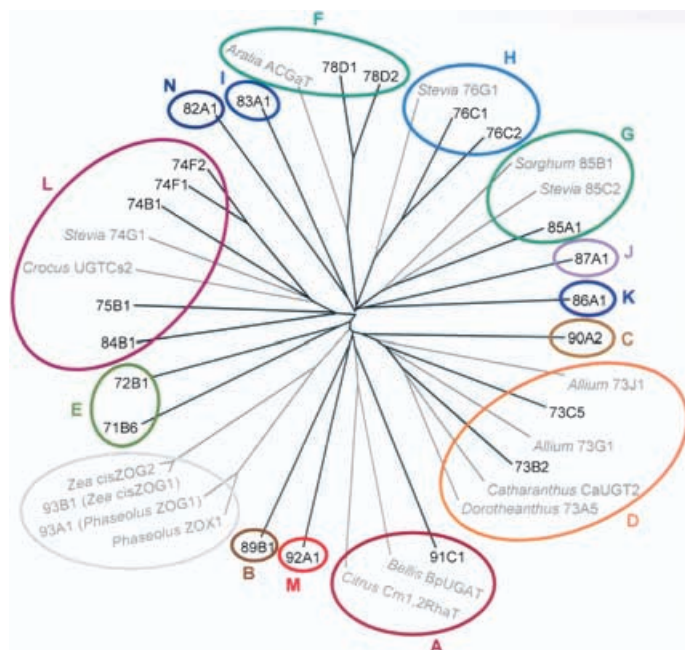 F
Aralia ACGaT
78D1
78D2
H
Stevia 76G1
76C1
76C2
N
82A1
I
83A1
G
Sorghum 85B1
Stevia 85C2
85A1
L
74F2
74F1
74B1
Stevia 74G1
Crocus UGTCs2
75B1
84B1
87A1
J
86A1
K
90A2
C
72B1
E
71B6
Allium 73J1
73C5
Allium 73G1
73B2
Catharanthus CaUGT2
Dorotheanthus 73A5
D
Zea cisZOG2
93B1 (Zea cisZOG1)
93A1 (Phaseolus ZOG1)
Phaseolus ZOX1
89B1
B
92A1
M
91C1
Bellis BpUGAT
Citrus Cm1,2RhaT
A